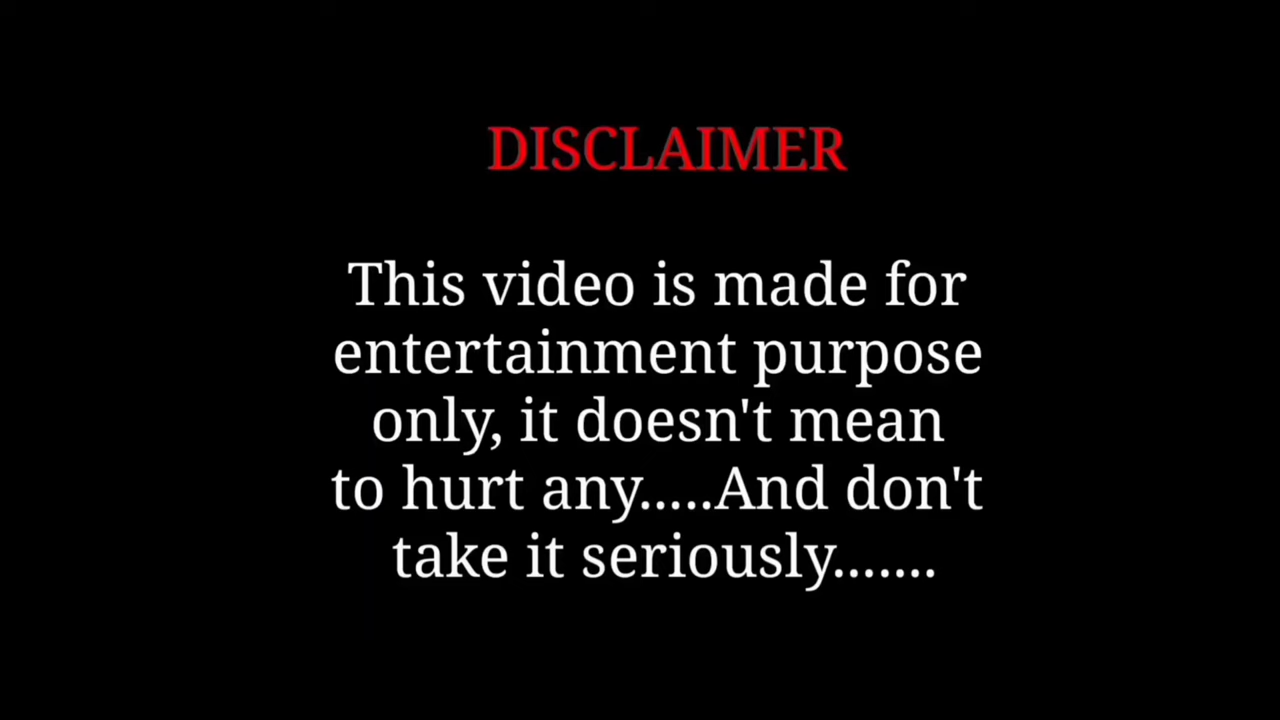 DISCLAIMER
This video is made for
entertainment purpose
only, it doesn't mean
to hurt any.....And don't
take it seriously.......